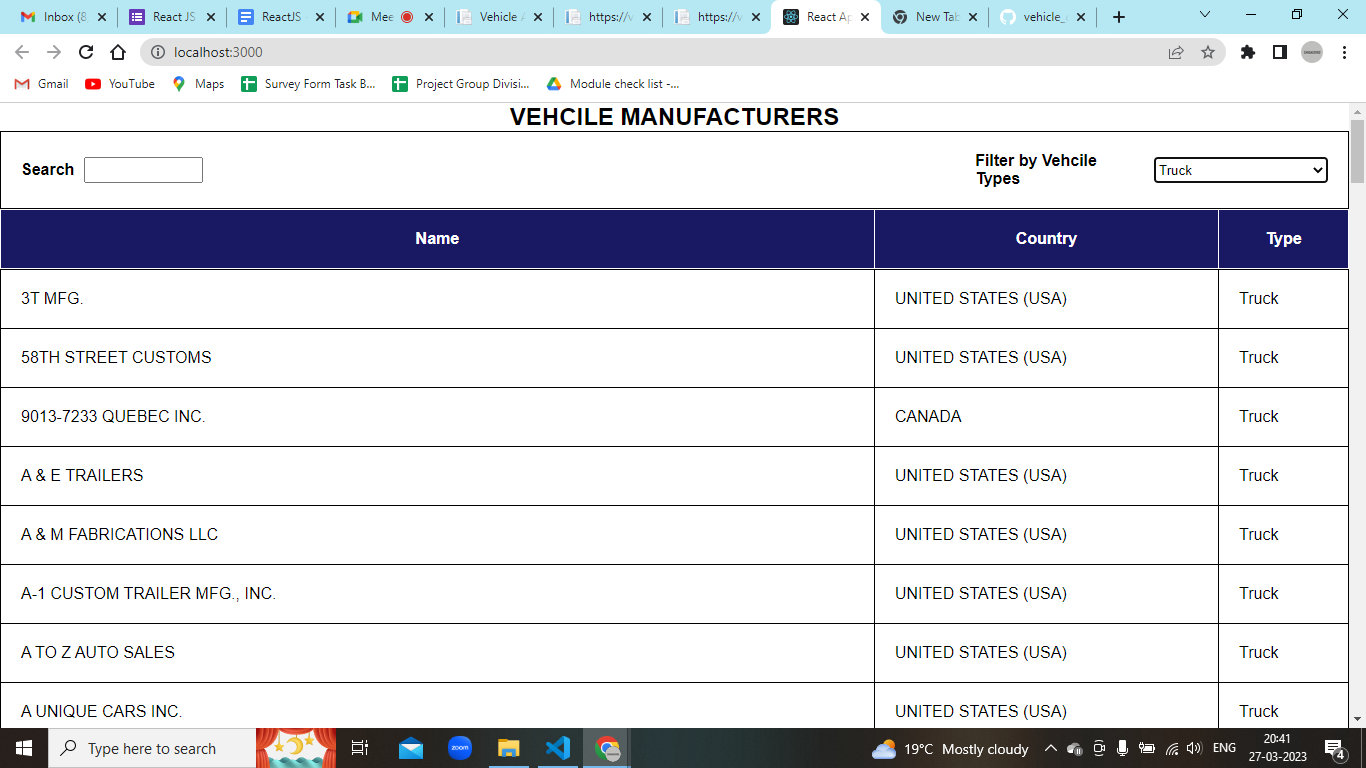 Inbox (8
React JS
ReactJS
Mee
Vehicle A
https://v
https://v
React Ap
New Tab
vehicle_
localhost:3000
Gmail
YouTube
Maps
Survey Form Task B...
Project Group Divisi...
Module check list -...
VEHCILE MANUFACTURERS
Search
Filter by Vehcile
Types
Truck
Name Country Type
3T MFG. UNITED STATES (USA) Truck
58TH STREET CUSTOMS UNITED STATES (USA) Truck
9013-7233 QUEBEC INC. CANADA Truck
A & E TRAILERS UNITED STATES (USA) Truck
A & M FABRICATIONS LLC UNITED STATES (USA) Truck
A-1 CUSTOM TRAILER MFG., INC. UNITED STATES (USA) Truck
A TO Z AUTO SALES UNITED STATES (USA) Truck
A UNIQUE CARS INC. UNITED STATES (USA) Truck
Type here to search
zoom
19°C Mostly cloudy
ENG
20:41
27-03-2023
4